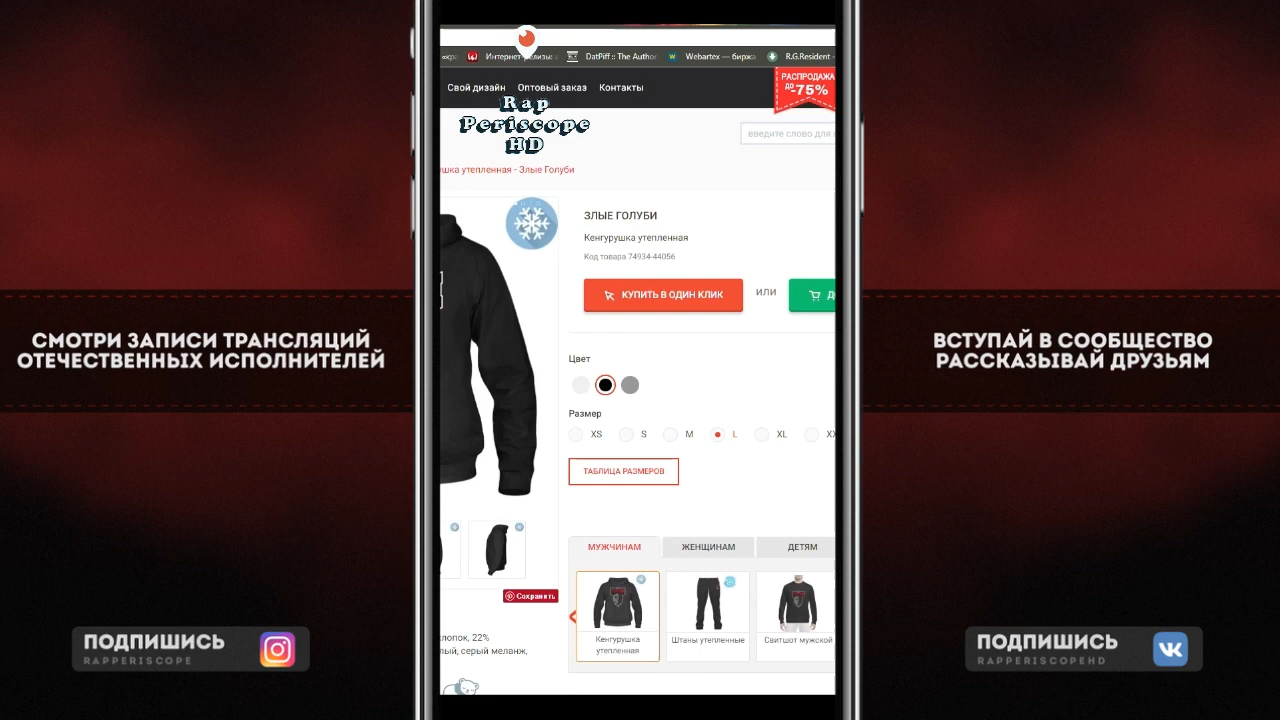 Интернет-релизы:
DatPiff :: The Author
Webartex — биржа
R.G.Resident -
Свой дизайн Оптовый заказ Контакты
РАСПРОДАЖА
ДО -75%
Rap
Periscope
HD
введите слово для
ушка утепленная - Злые Голуби
ЗЛЫЕ ГОЛУБИ
Кенгурушка утепленная
Код товара 74934-44056
КУПИТЬ В ОДИН КЛИК
ИЛИ
Цвет
Размер
XS S M L XL XX
ТАБЛИЦА РАЗМЕРОВ
МУЖЧИНАМ ЖЕНЩИНАМ ДЕТЯМ
Кенгурушка
утепленная
Штаны утепленные
Свитшот мужской
Сохранить
хлопок, 22%
лый, серый меланж,
СМОТРИ ЗАПИСИ ТРАНСЛЯЦИЙ
ОТЕЧЕСТВЕННЫХ ИСПОЛНИТЕЛЕЙ
ПОДПИШИСЬ
RAPPERISCOPE
ВСТУПАЙ В СООБЩЕСТВО
РАССКАЗЫВАЙ ДРУЗЬЯМ
ПОДПИШИСЬ
RAPPERISCOPEHD